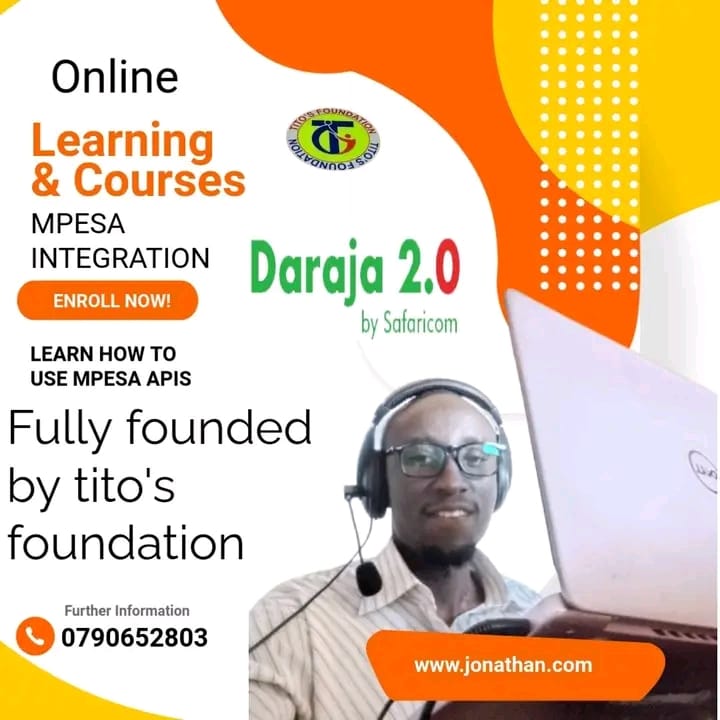 Online
Learning
& Courses
MPESA
INTEGRATION
ENROLL NOW!
LEARN HOW TO
USE MPESA APIS
Fully founded
by tito's
foundation
Further Information
0790652803
TITO'S FOUNDATION
TITO'S FOUNDATION
Daraja 2.0
by Safaricom
DELL
www.jonathan.com